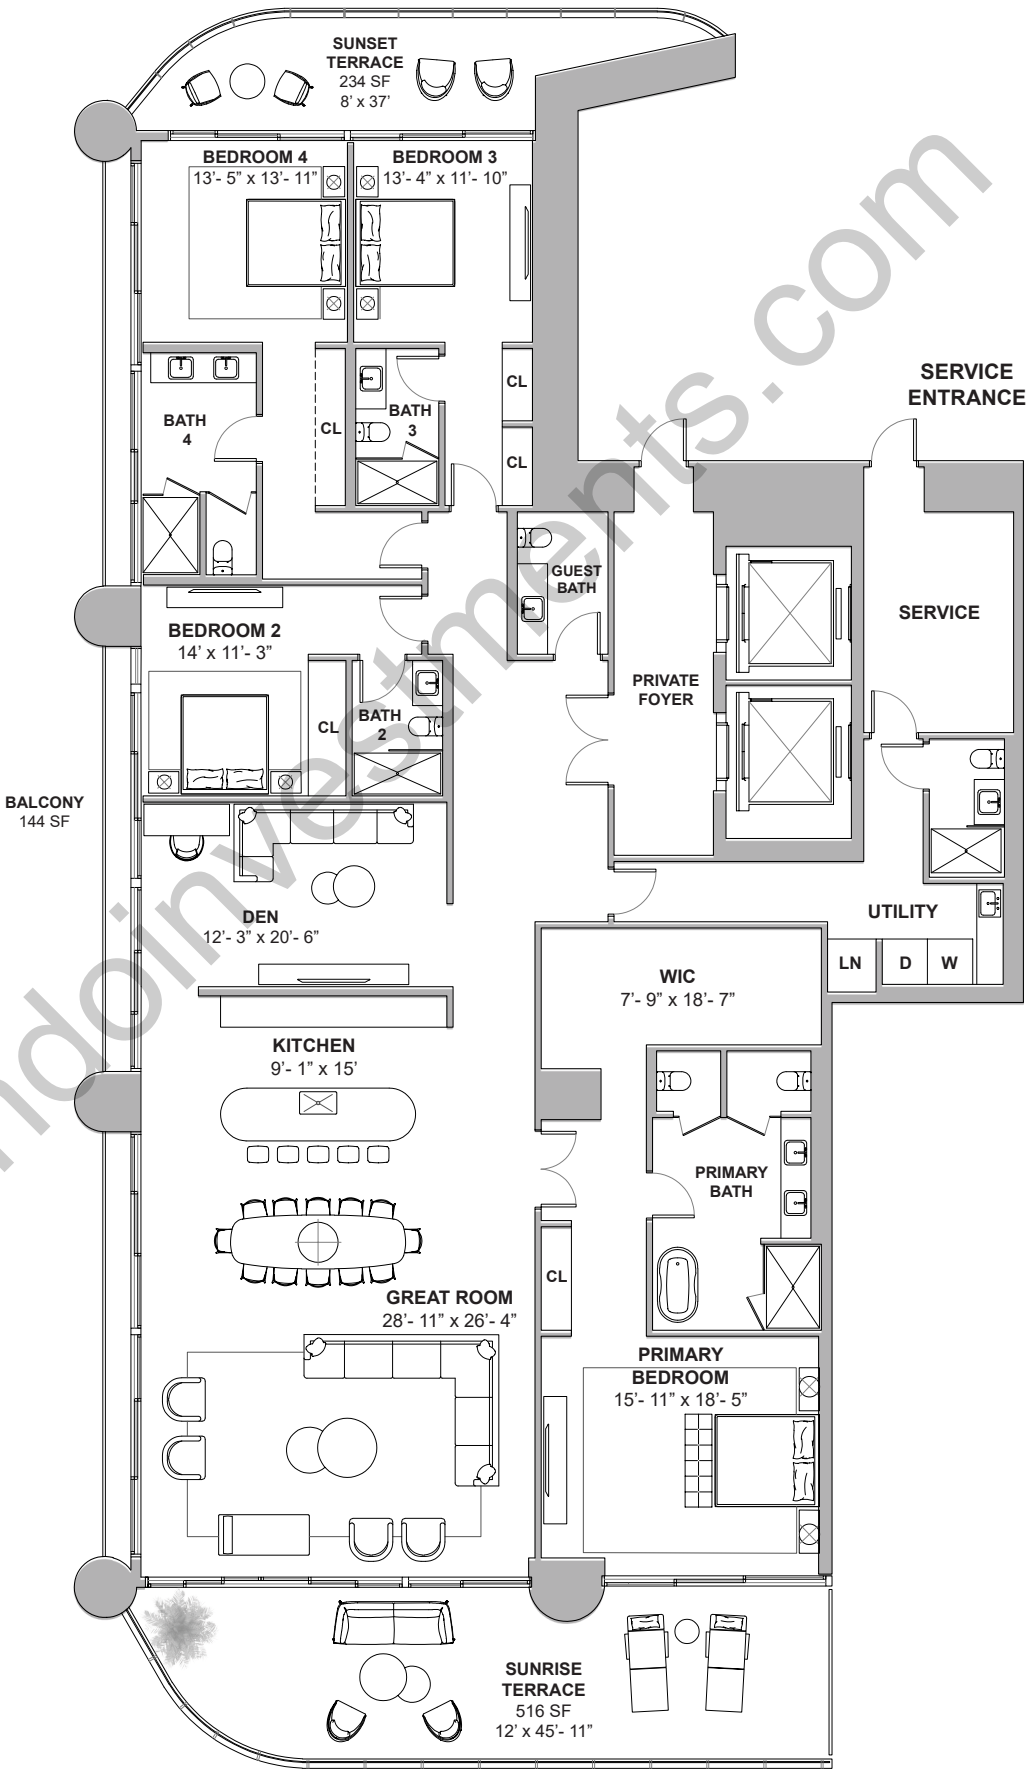 SUNSET
TERRACE
234 SF
8' x 37'
BEDROOM 4
13'- 5” x 13'- 11”
BEDROOM 3
13'- 4” x 11'- 10”
SERVICE
ENTRANCE
CL
BATH
4
CL
BATH
3
CL
GUEST
BATH
SERVICE
BEDROOM 2
14' x 11'- 3”
PRIVATE
FOYER
CL
BATH
2
BALCONY
144 SF
DEN
12'- 3” x 20'- 6”
UTILITY
LN
D
W
WIC
7'- 9” x 18'- 7”
KITCHEN
9'- 1” x 15'
PRIMARY
BATH
CL
GREAT ROOM
28'- 11” x 26'- 4”
PRIMARY
BEDROOM
15'- 11” x 18'- 5”
SUNRISE
TERRACE
516 SF
12' x 45'- 11”
ndoinvestments.com